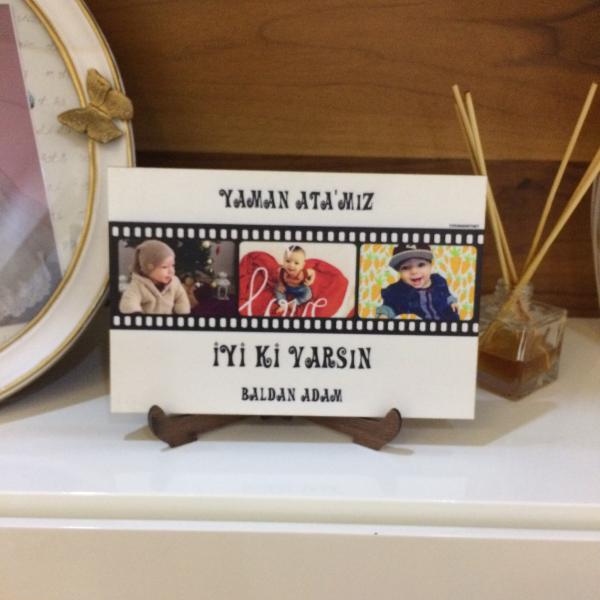 YAMAN ATA'MIZ
love
İYİ Kİ VARSIN
BALDAN ADAM